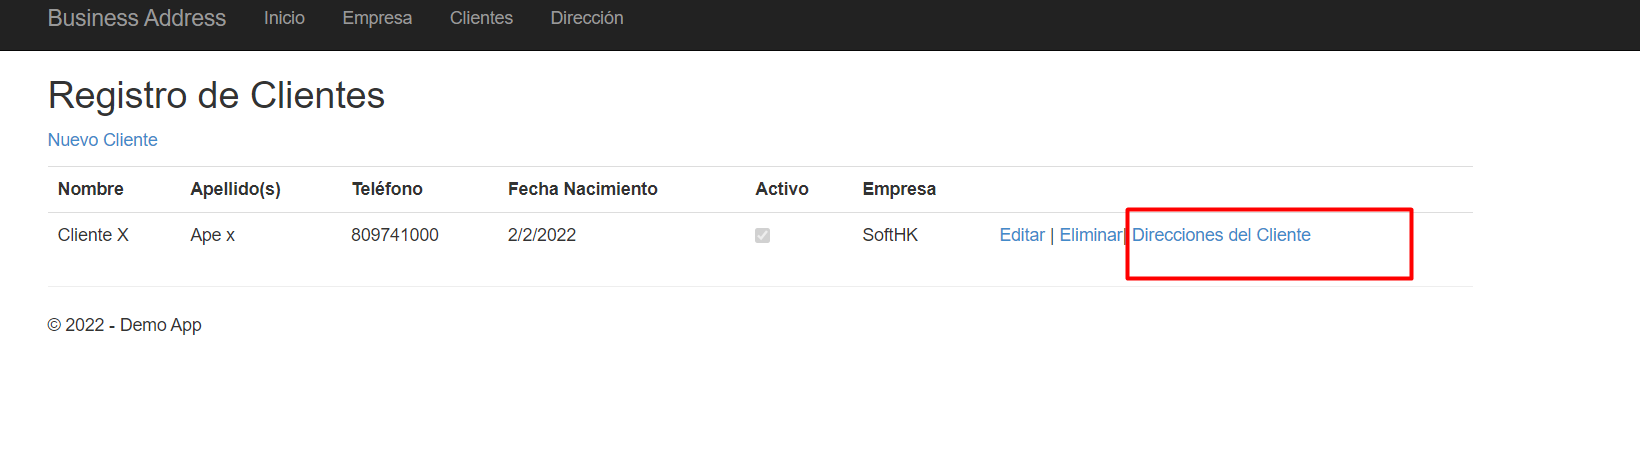 Business Address Inicio Empresa Clientes Dirección
Registro de Clientes
Nuevo Cliente
Nombre Apellido(s) Teléfono Fecha Nacimiento Activo Empresa
Cliente X Ape x 809741000 2/2/2022 SoftHK Editar | Eliminar| Direcciones del Cliente
© 2022 - Demo App